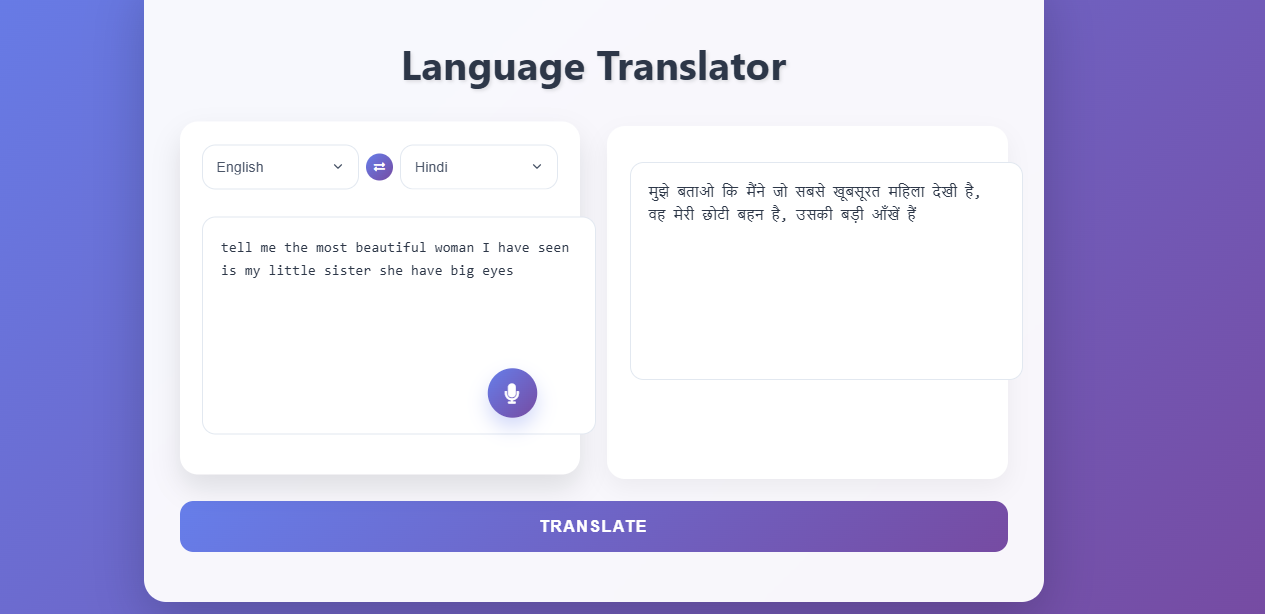 Language Translator
English
Hindi
tell me the most beautiful woman I have seen
is my little sister she have big eyes
मुझे बताओ कि मैंने जो सबसे खूबसूरत महिला देखी है,
वह मेरी छोटी बहन है, उसकी बड़ी आँखें हैं
TRANSLATE